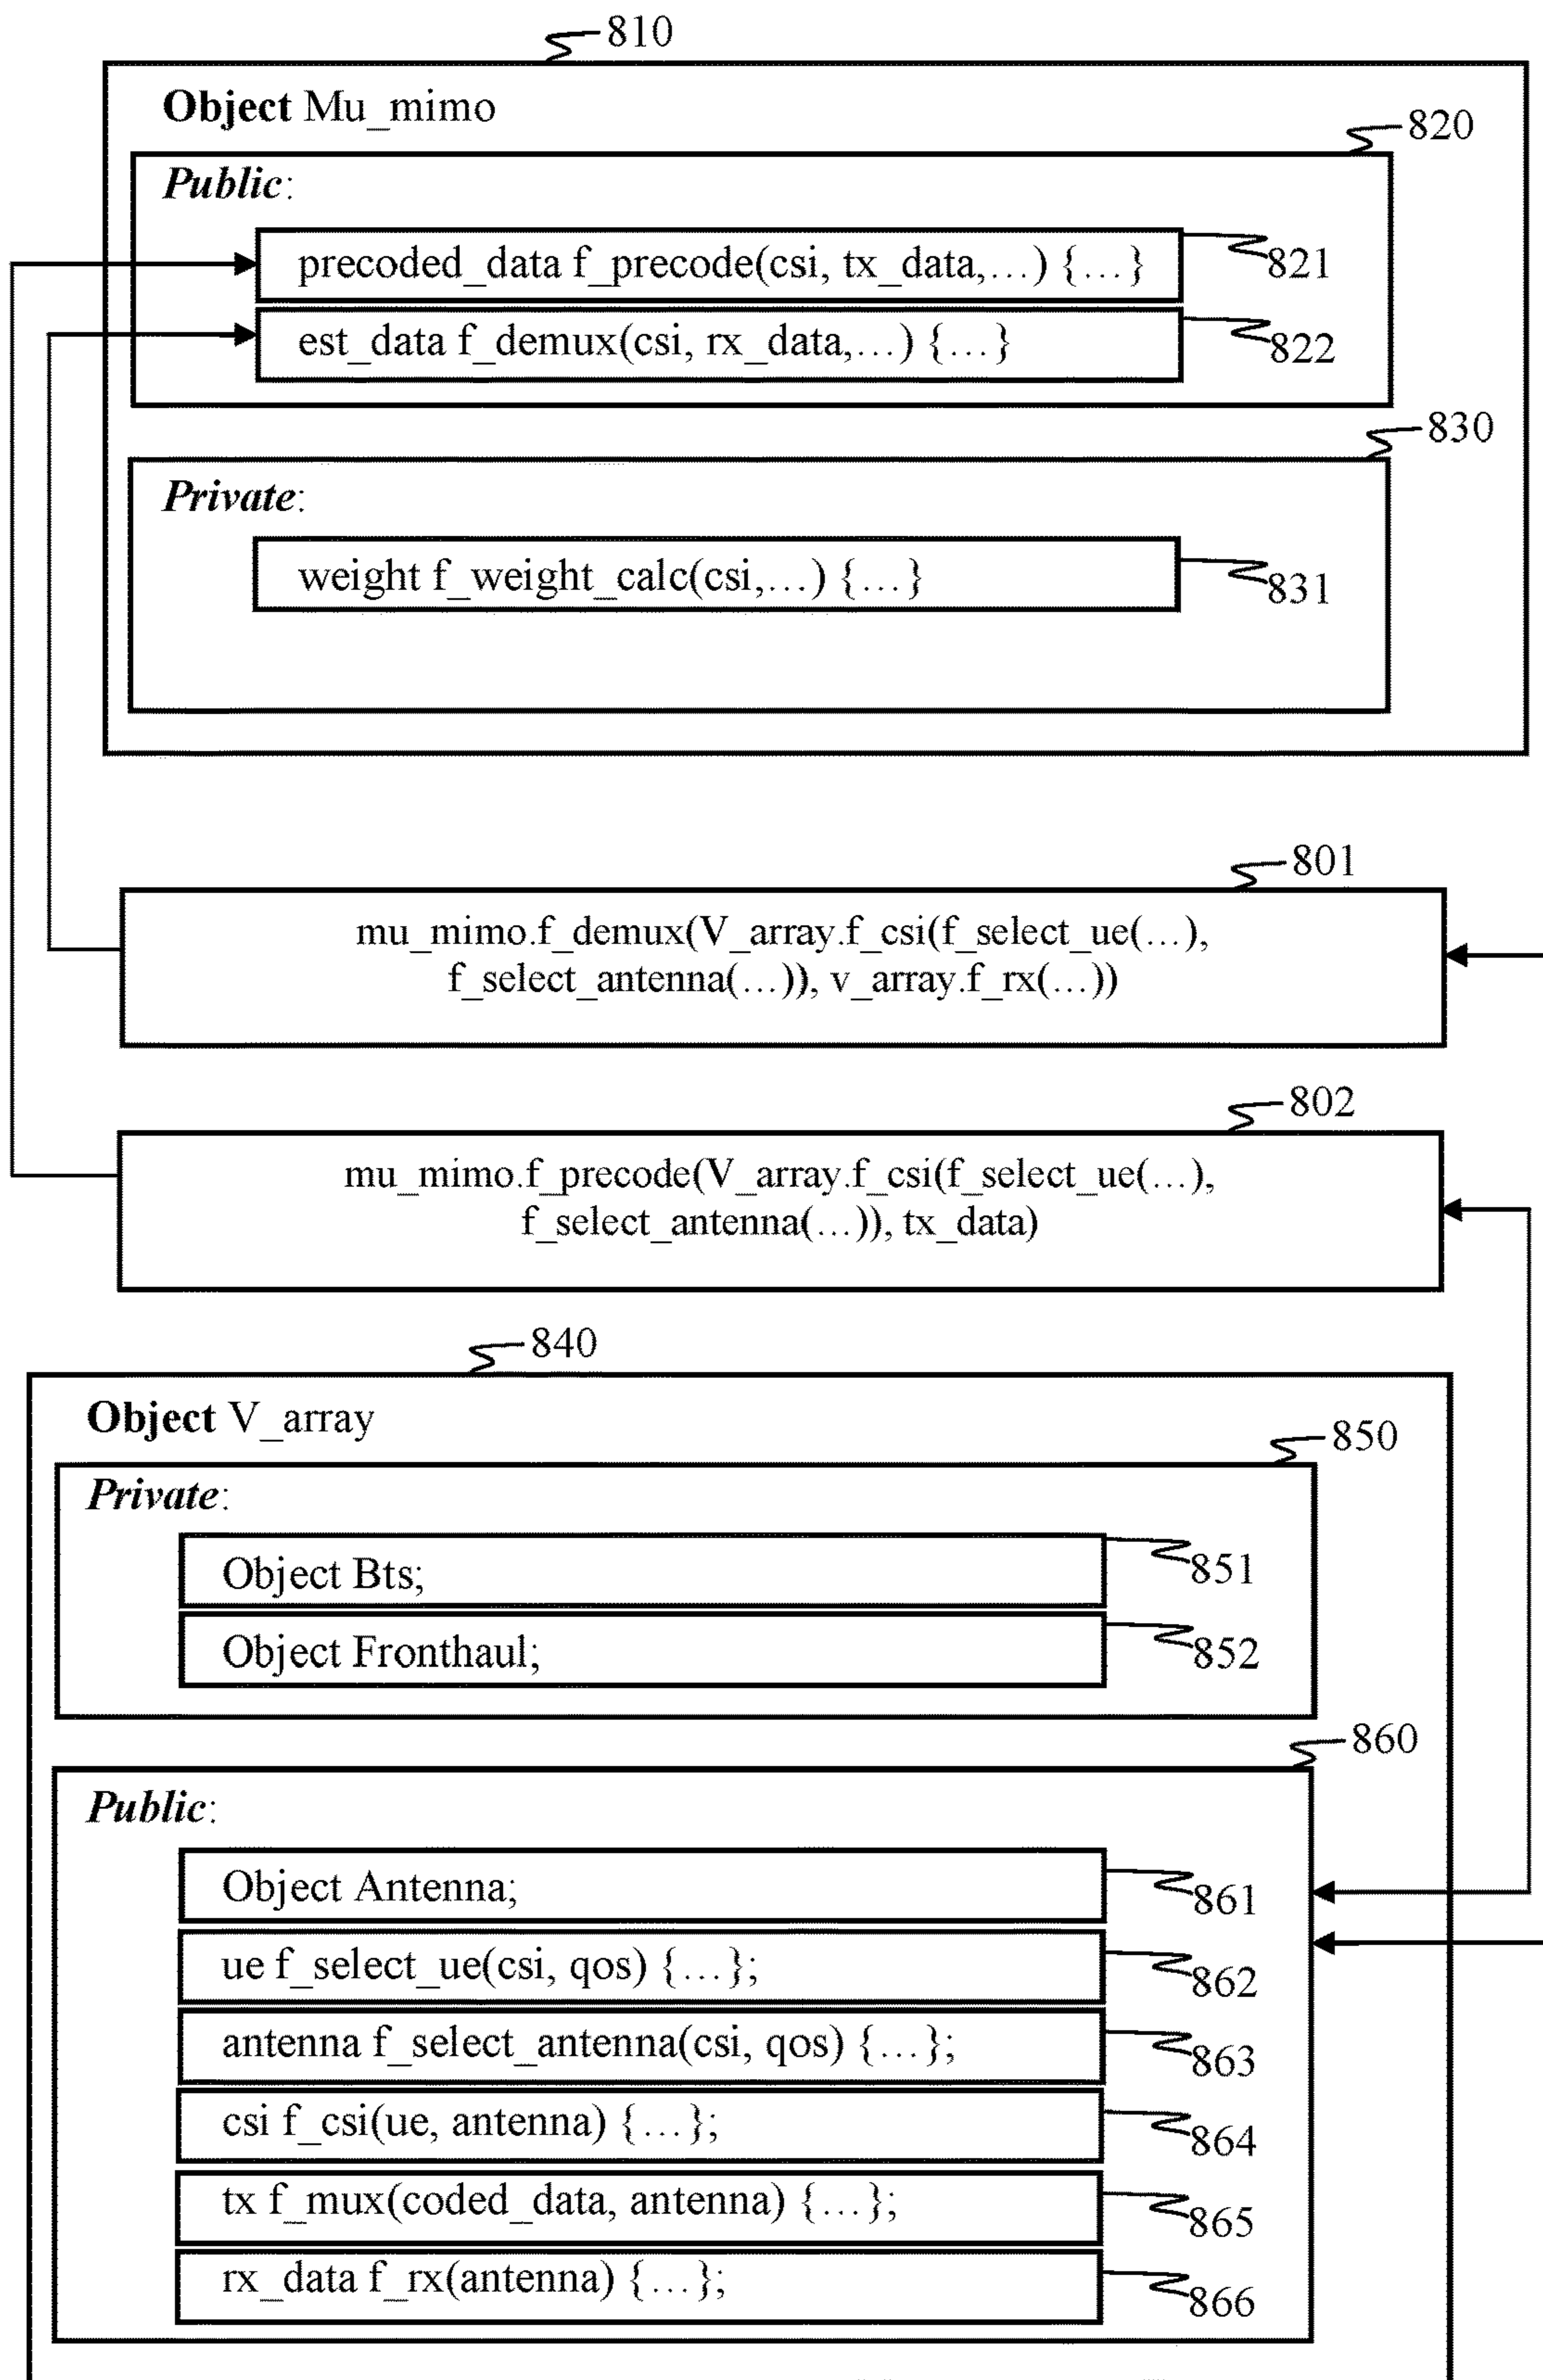 810
Object Mu_mimo
820
Public:
precoded_data f_precode(csi, tx_data,...) {...}
821
est_data f_demux(csi, rx_data,...) {...}
822
830
Private:
weight f_weight_calc(csi,...) {...}
831
801
mu_mimo.f_demux(V_array.f_csi(f_select_ue(...),
f_select_antenna(...)), v_array.f_rx(...))
802
mu_mimo.f_precode(V_array.f_csi(f_select_ue(...),
f_select_antenna(...)), tx_data)
840
Object V_array
850
Private:
Object Bts;
851
Object Fronthaul;
852
860
Public:
Object Antenna;
861
ue f_select_ue(csi, qos) {...};
862
antenna f_select_antenna(csi, qos) {...};
863
csi f_csi(ue, antenna) {...};
864
tx f_mux(coded_data, antenna) {...};
865
rx_data f_rx(antenna) {...};
866